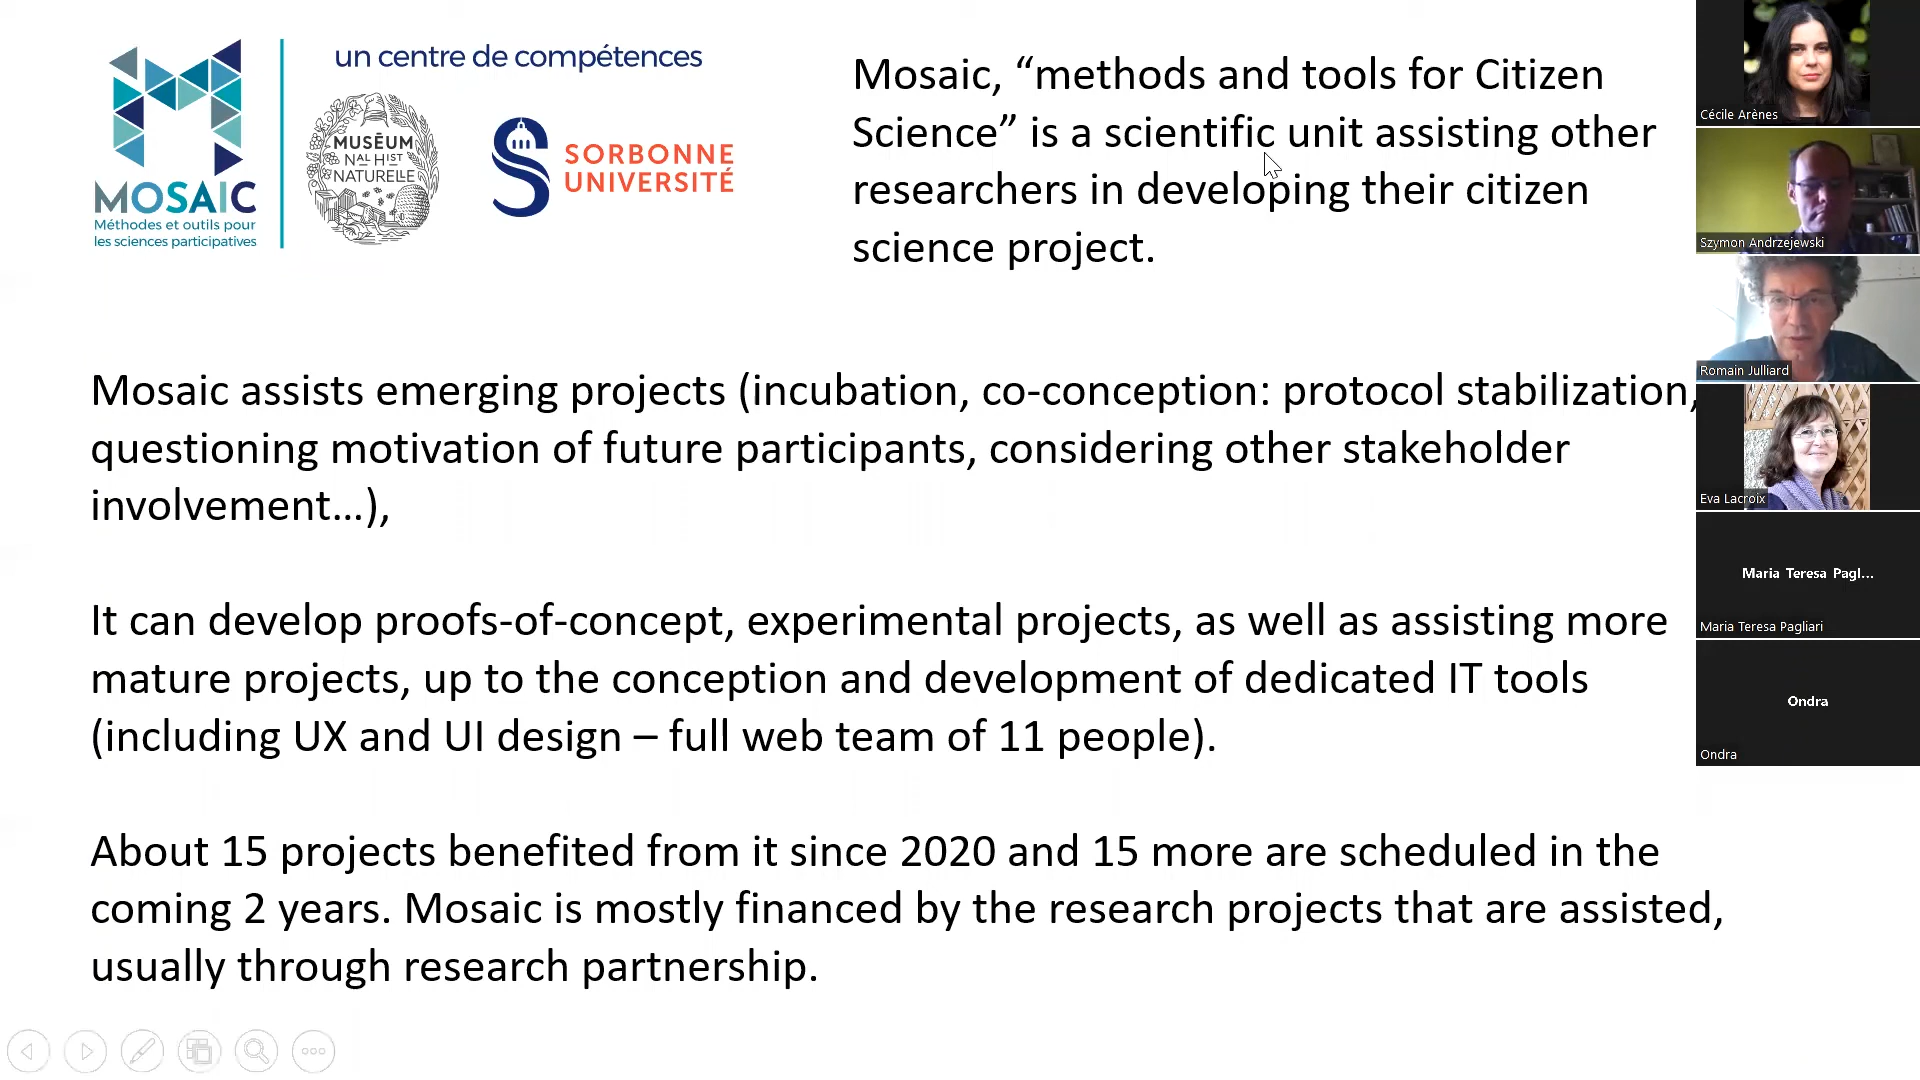 un centre de compétences
MUSĒUM
NAL HIST
NATURELLE
SORBONNE
UNIVERSITÉ
MOSAIC
Méthodes et outils pour
les sciences participatives
Mosaic, “methods and tools for Citizen
Science” is a scientific unit assisting other
researchers in developing their citizen
science project.
Mosaic assists emerging projects (incubation, co-conception: protocol stabilization,
questioning motivation of future participants, considering other stakeholder
involvement…),
It can develop proofs-of-concept, experimental projects, as well as assisting more
mature projects, up to the conception and development of dedicated IT tools
(including UX and UI design – full web team of 11 people).
About 15 projects benefited from it since 2020 and 15 more are scheduled in the
coming 2 years. Mosaic is mostly financed by the research projects that are assisted,
usually through research partnership.
Cécile Arènes
Szymon Andrzejewski
Romain Julliard
Eva Lacroix
Maria Teresa Pagl...
Maria Teresa Pagliari
Ondra
Ondra